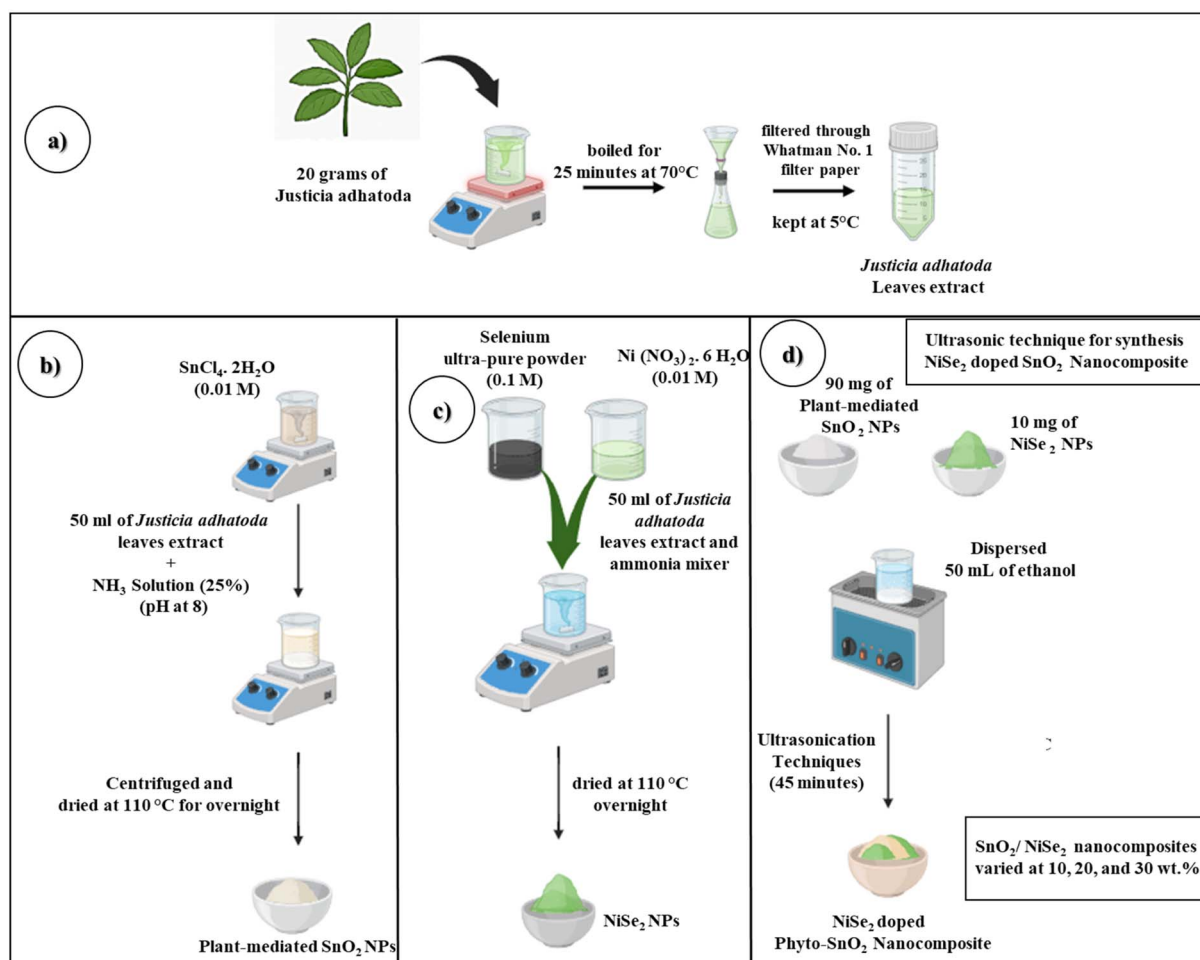 a)
20 grams of
Justicia adhatoda
boiled for
25 minutes at 70°C
filtered through
Whatman No. 1
filter paper
kept at 5°C
Justicia adhatoda
Leaves extract
b)
SnCl₄. 2H₂O
(0.01 M)
50 ml of Justicia adhatoda
leaves extract
+
NH₃ Solution (25%)
(pH at 8)
Centrifuged and
dried at 110 °C for overnight
Plant-mediated SnO₂ NPs
c)
Selenium
ultra-pure powder
(0.1 M)
Ni (NO₃)₂. 6 H₂O
(0.01 M)
50 ml of Justicia
adhatoda
leaves extract and
ammonia mixer
dried at 110 °C
overnight
NiSe₂ NPs
d)
Ultrasonic technique for synthesis
NiSe₂ doped SnO₂ Nanocomposite
90 mg of
Plant-mediated
SnO₂ NPs
10 mg of
NiSe₂ NPs
Dispersed
50 mL of ethanol
Ultrasonication
Techniques
(45 minutes)
SnO₂/ NiSe₂ nanocomposites
varied at 10, 20, and 30 wt.%
NiSe₂ doped
Phyto-SnO₂ Nanocomposite